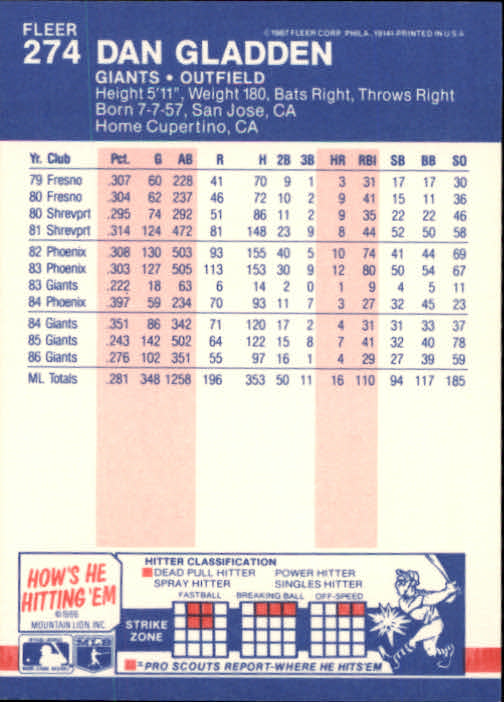 FLEER
274 DAN GLADDEN
©1987 FLEER CORP. PHILA. 19141-PRINTED IN U.S.A.
GIANTS • OUTFIELD
Height 5'11", Weight 180, Bats Right, Throws Right
Born 7-7-57, San Jose, CA
Home Cupertino, CA
Yr. Club Pct. G AB R H 2B 3B HR RBI SB BB SO
79 Fresno .307 60 228 41 70 9 1 3 31 17 17 30
80 Fresno .304 62 237 46 72 10 2 9 41 15 11 36
80 Shrevprt .295 74 292 51 86 11 2 9 35 22 22 46
81 Shrevprt .314 124 472 81 148 23 9 8 44 52 50 58
82 Phoenix .308 130 503 93 155 40 5 10 74 41 44 69
83 Phoenix .303 127 505 113 153 30 9 12 80 50 54 67
83 Giants .222 18 63 6 14 2 0 1 9 4 5 11
84 Phoenix .397 59 234 70 93 11 7 3 27 32 45 23
84 Giants .351 86 342 71 120 17 2 4 31 31 33 37
85 Giants .243 142 502 64 122 15 8 7 41 32 40 78
86 Giants .276 102 351 55 97 16 1 4 29 27 39 59
ML Totals .281 348 1258 196 353 50 11 16 110 94 117 185
HOW'S HE
HITTING 'EM
©1986
MOUNTAIN LION, INC.
HITTER CLASSIFICATION
DEAD PULL HITTER POWER HITTER
SPRAY HITTER SINGLES HITTER
FASTBALL BREAKING BALL OFF-SPEED
STRIKE
ZONE
=PRO SCOUTS REPORT-WHERE HE HITS 'EM